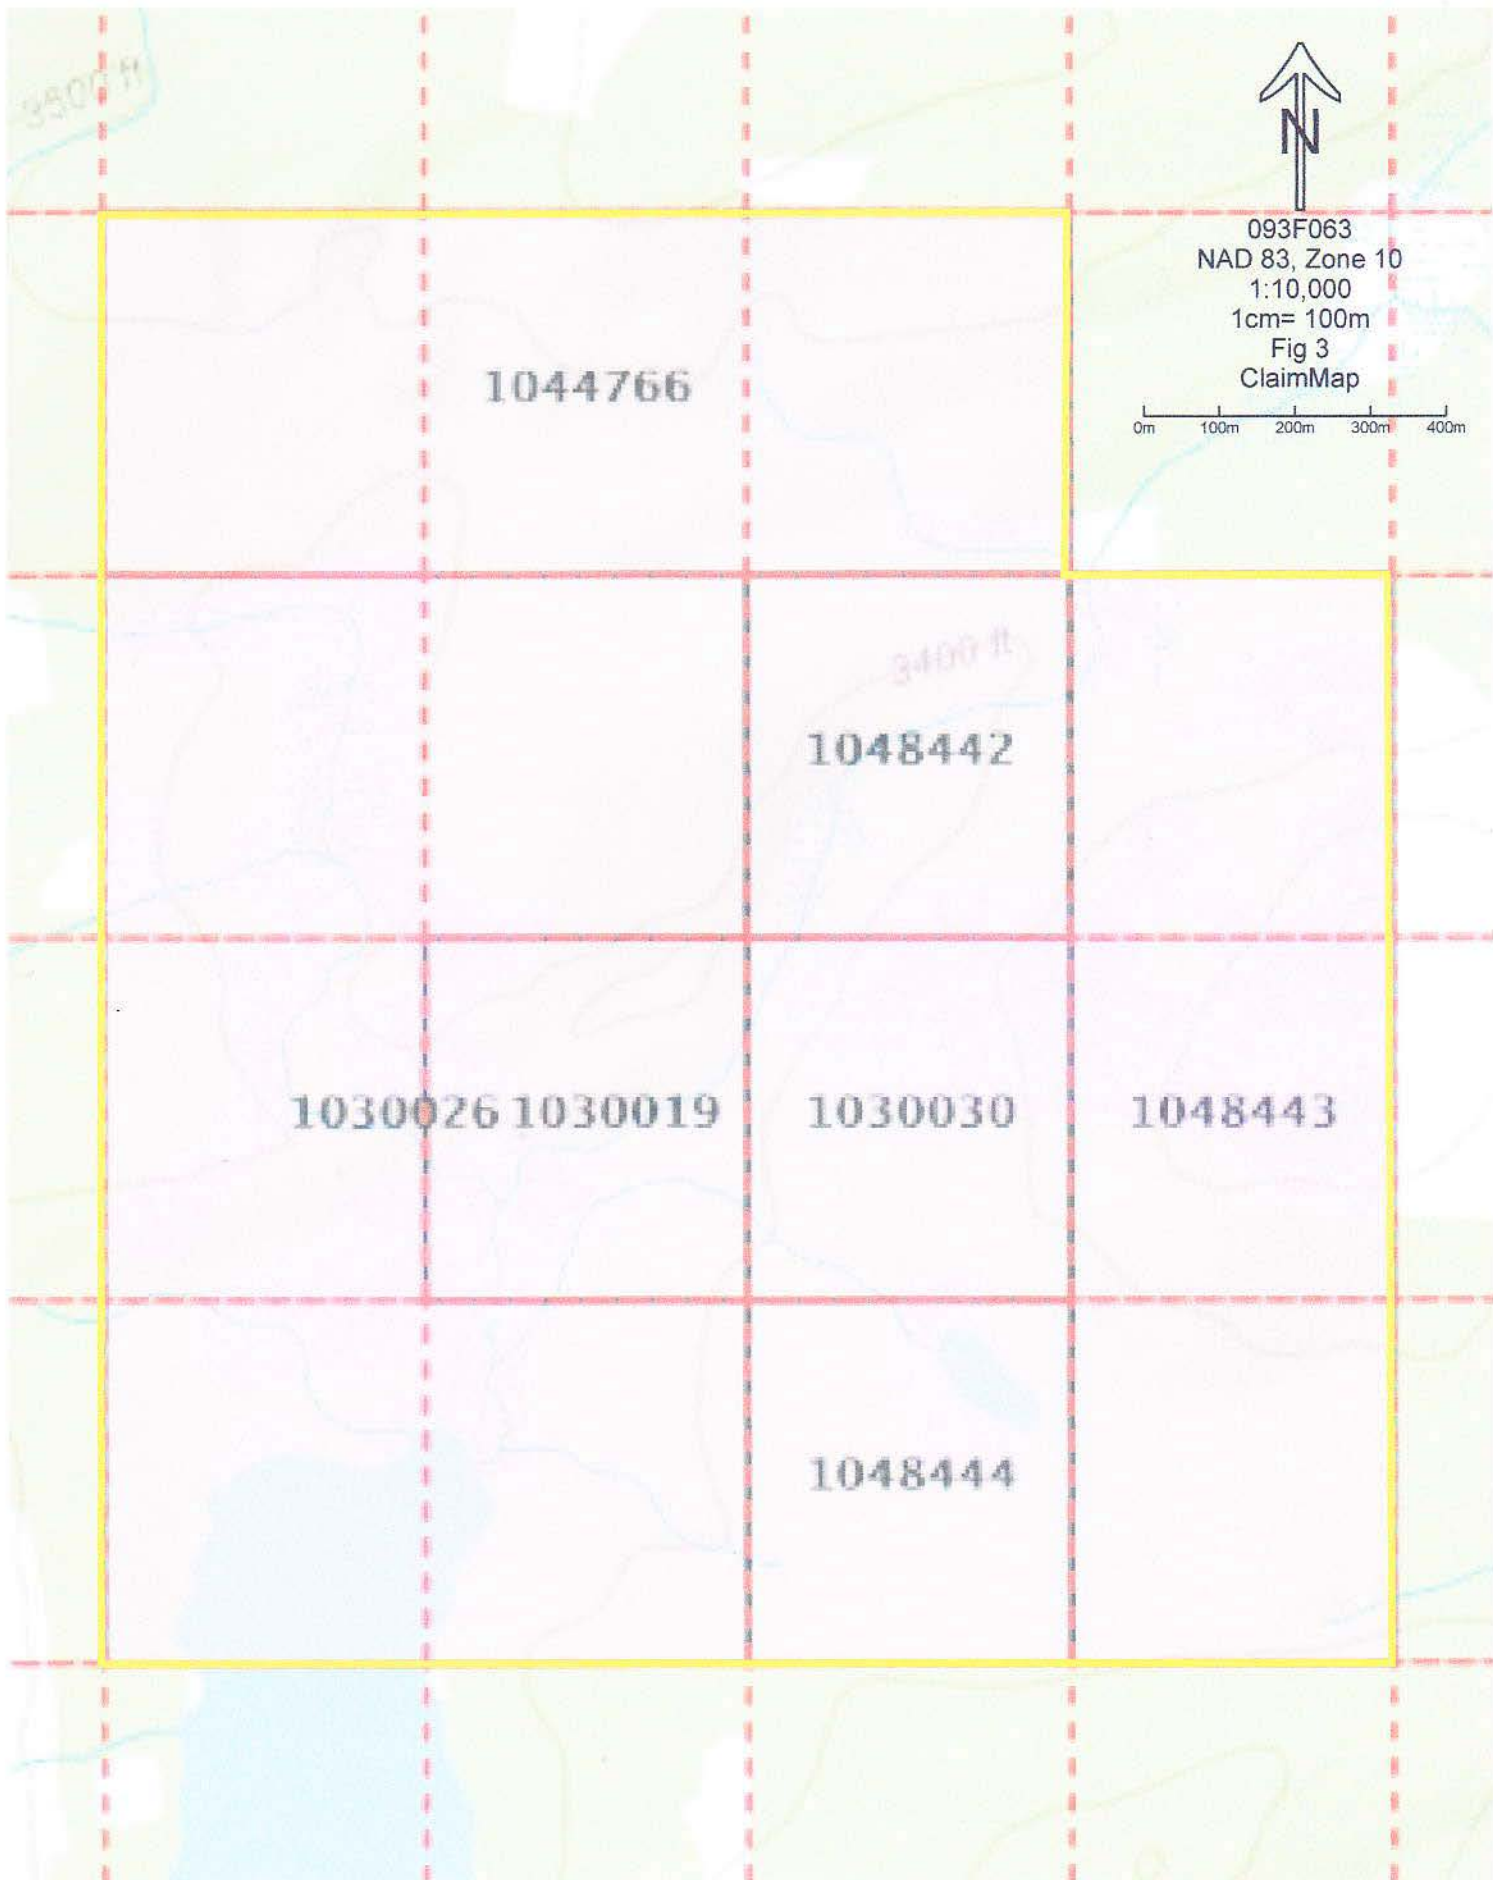 3500 ft
N
093F063
NAD 83, Zone 10
1:10,000
1cm= 100m
Fig 3
ClaimMap
0m 100m 200m 300m 400m
1044766
3400 ft
1048442
1030026 1030019 1030030 1048443
1048444